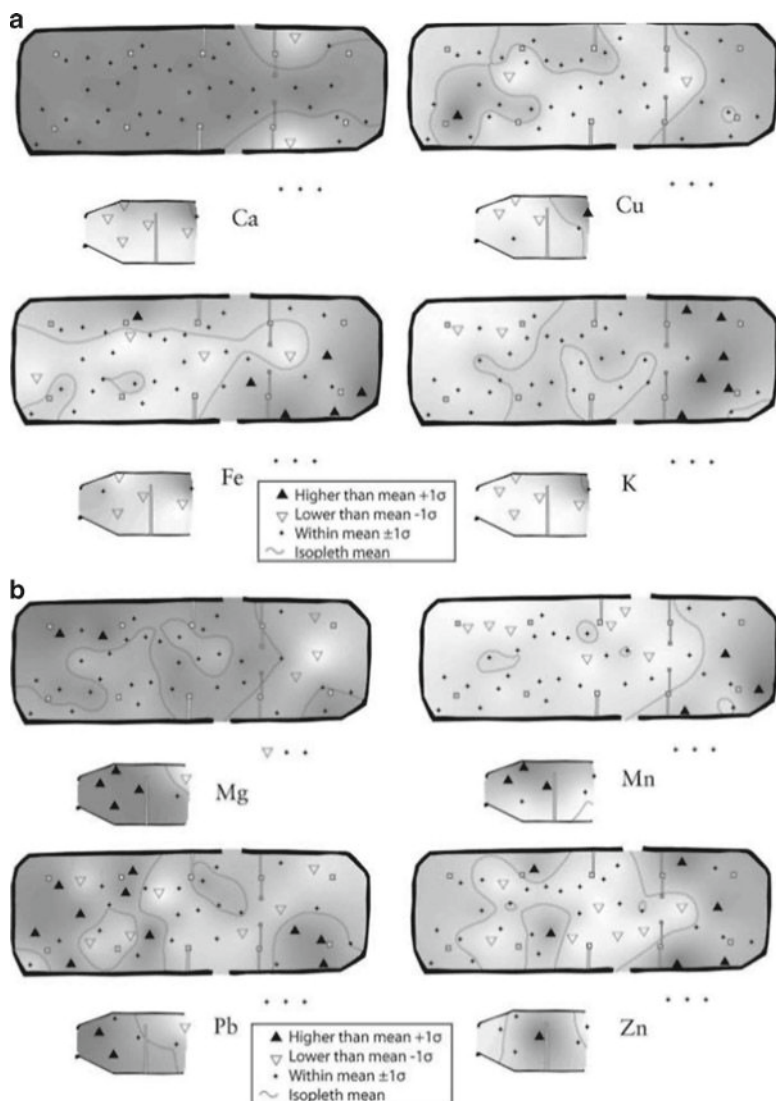 a
Ca
Cu
Fe
K
Higher than mean +1σ
Lower than mean -1σ
Within mean ±1σ
Isopleth mean
b
Mg
Mn
Pb
Zn
Higher than mean +1σ
Lower than mean -1σ
Within mean ±1σ
Isopleth mean